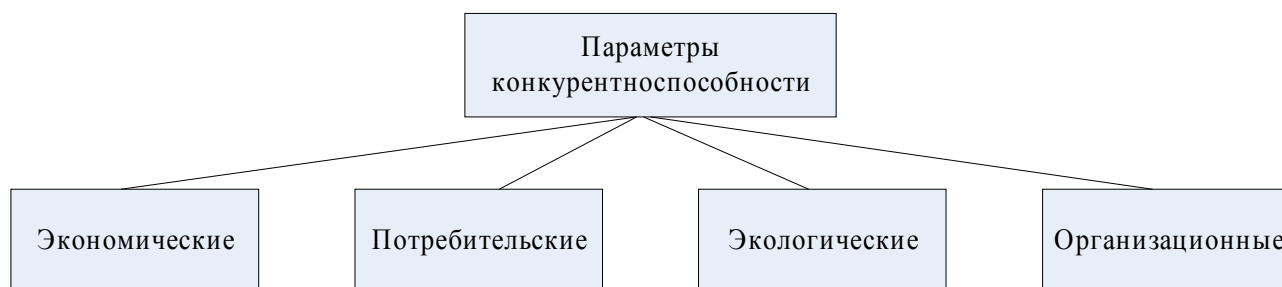 Параметры
конкурентноспособности
Экономические
Потребительские
Экологические
Организационные